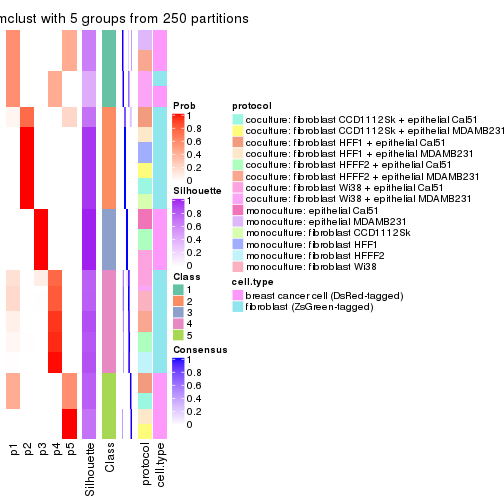 mclust with 5 groups from 250 partitions
Prob
1
0.8
0.6
0.4
0.2
0
Silhouette
1
0.8
0.6
0.4
0.2
0
Class
1
2
3
4
5
Consensus
1
0.8
0.6
0.4
0.2
0
protocol
coculture: fibroblast CCD1112Sk + epithelial Cal51
coculture: fibroblast CCD1112Sk + epithelial MDAMB231
coculture: fibroblast HFF1 + epithelial Cal51
coculture: fibroblast HFF1 + epithelial MDAMB231
coculture: fibroblast HFFF2 + epithelial Cal51
coculture: fibroblast HFFF2 + epithelial MDAMB231
coculture: fibroblast Wi38 + epithelial Cal51
coculture: fibroblast Wi38 + epithelial MDAMB231
monoculture: epithelial Cal51
monoculture: epithelial MDAMB231
monoculture: fibroblast CCD1112Sk
monoculture: fibroblast HFF1
monoculture: fibroblast HFFF2
monoculture: fibroblast Wi38
cell.type
breast cancer cell (DsRed-tagged)
fibroblast (ZsGreen-tagged)
p1
p2
p3
p4
p5
Silhouette
Class
protocol
cell.type